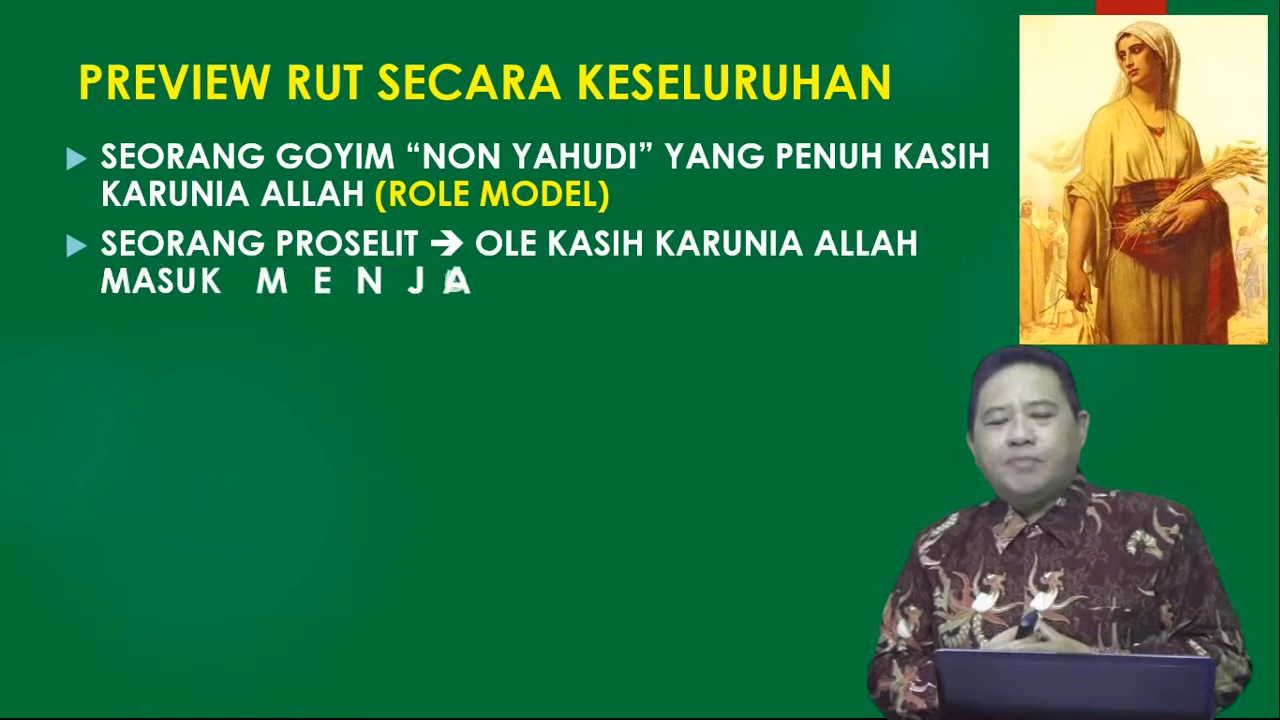 PREVIEW RUT SECARA KESELURUHAN
SEORANG GOYIM “NON YAHUDI” YANG PENUH KASIH
KARUNIA ALLAH (ROLE MODEL)
SEORANG PROSELIT ➔ OLE KASIH KARUNIA ALLAH
MASUK M E N J A